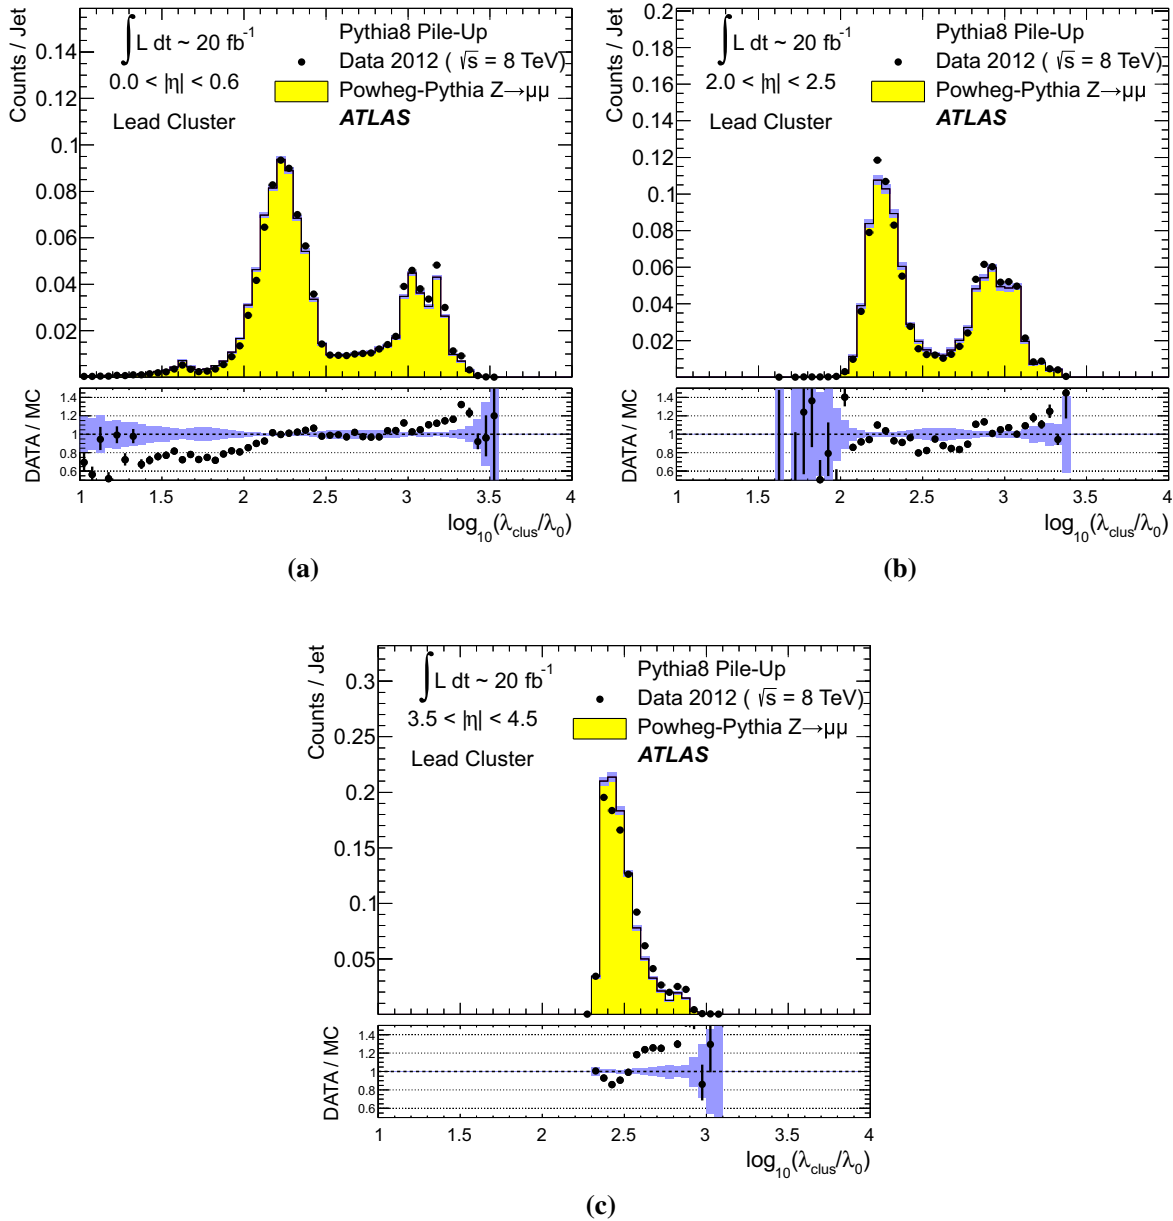 ∫L dt ~ 20 fb⁻¹
0.0 < |η| < 0.6
Lead Cluster
Pythia8 Pile-Up
Data 2012 ( √s = 8 TeV)
Powheg-Pythia Z→μμ
ATLAS
Counts / Jet
0.14
0.12
0.1
0.08
0.06
0.04
0.02
DATA / MC
1.4
1.2
1
0.8
0.6
1 1.5 2 2.5 3 3.5 4
log₁₀(λclus/λ₀)
(a)
∫L dt ~ 20 fb⁻¹
2.0 < |η| < 2.5
Lead Cluster
Pythia8 Pile-Up
Data 2012 ( √s = 8 TeV)
Powheg-Pythia Z→μμ
ATLAS
Counts / Jet
0.2
0.18
0.16
0.14
0.12
0.1
0.08
0.06
0.04
0.02
DATA / MC
1.4
1.2
1
0.8
0.6
1 1.5 2 2.5 3 3.5 4
log₁₀(λclus/λ₀)
(b)
∫L dt ~ 20 fb⁻¹
3.5 < |η| < 4.5
Lead Cluster
Pythia8 Pile-Up
Data 2012 ( √s = 8 TeV)
Powheg-Pythia Z→μμ
ATLAS
Counts / Jet
0.3
0.25
0.2
0.15
0.1
0.05
DATA / MC
1.4
1.2
1
0.8
0.6
1 1.5 2 2.5 3 3.5 4
log₁₀(λclus/λ₀)
(c)